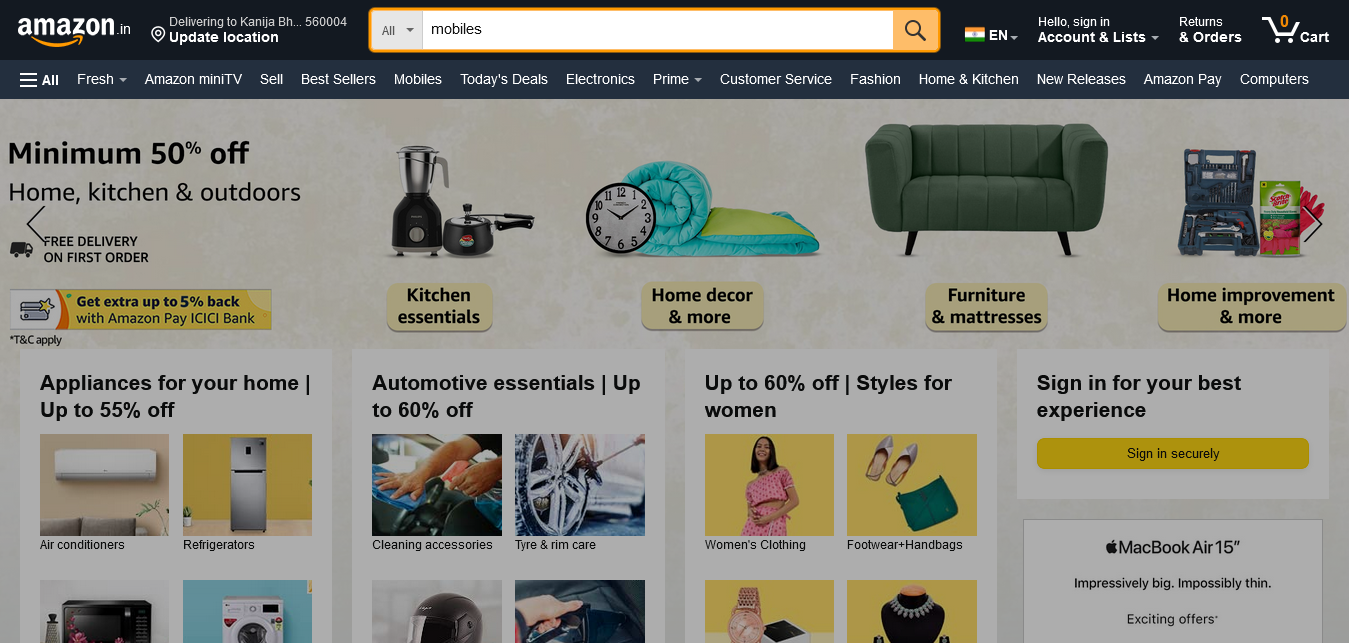 amazon.in
Delivering to Kanija Bh... 560004
Update location
All
mobiles
EN
Hello, sign in
Account & Lists
Returns
& Orders
0
Cart
All
Fresh
Amazon miniTV
Sell
Best Sellers
Mobiles
Today's Deals
Electronics
Prime
Customer Service
Fashion
Home & Kitchen
New Releases
Amazon Pay
Computers
Minimum 50% off
Home, kitchen & outdoors
FREE DELIVERY
ON FIRST ORDER
Get extra up to 5% back
with Amazon Pay ICICI Bank
*T&C apply
Kitchen
essentials
Home decor
& more
Furniture
& mattresses
Scotch
Brite
Home improvement
& more
Appliances for your home |
Up to 55% off
Air conditioners
Refrigerators
Automotive essentials | Up
to 60% off
Cleaning accessories
Tyre & rim care
Up to 60% off | Styles for
women
Women's Clothing
Footwear+Handbags
Sign in for your best
experience
Sign in securely
MacBook Air 15”
Impressively big. Impossibly thin.
Exciting offers*